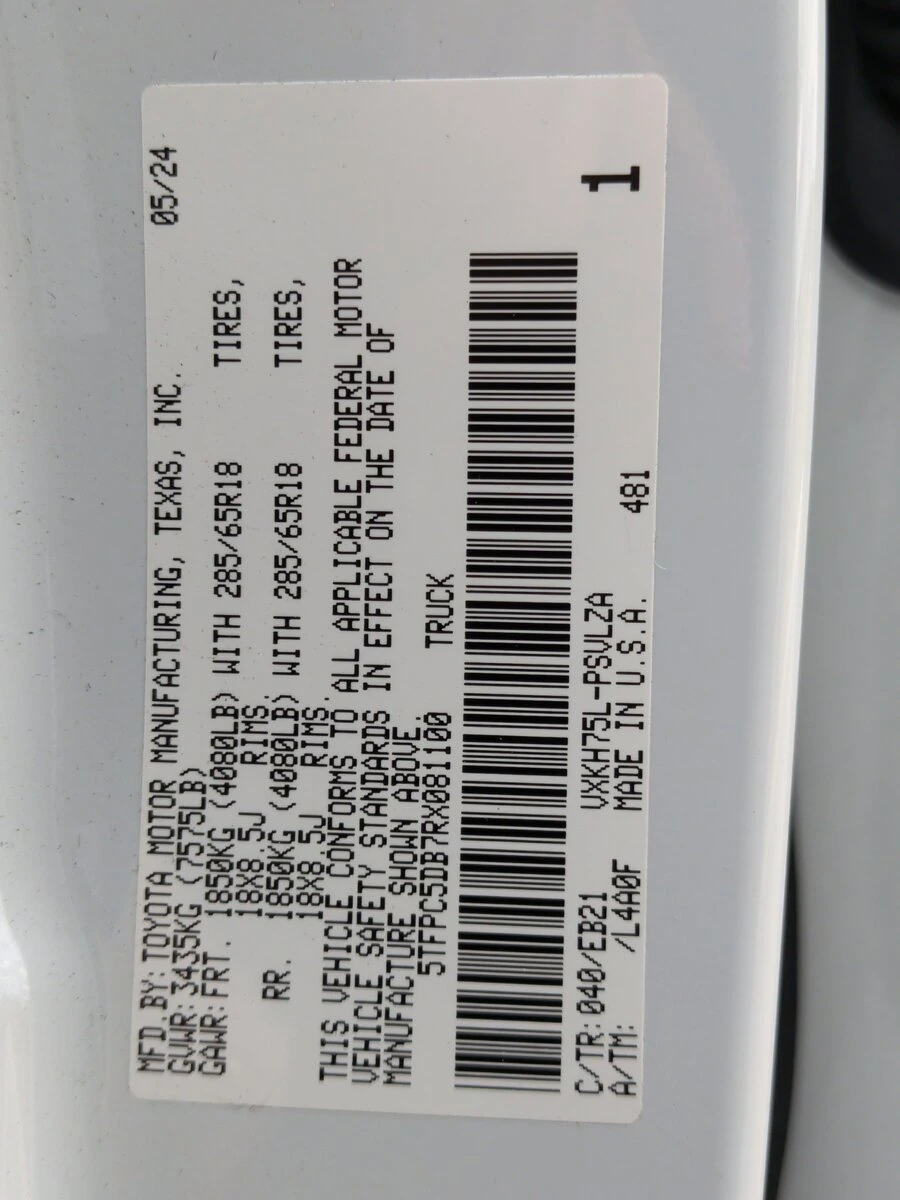 MFD.BY:TOYOTA MOTOR MANUFACTURING, TEXAS, INC. 05/24
GVWR:3435KG (7575LB)
GAWR:FRT. 1850KG (4080LB) WITH 285/65R18 TIRES,
18X8.5J RIMS.
RR. 1850KG (4080LB) WITH 285/65R18 TIRES,
18X8.5J RIMS.
THIS VEHICLE CONFORMS TO ALL APPLICABLE FEDERAL MOTOR
VEHICLE SAFETY STANDARDS IN EFFECT ON THE DATE OF
MANUFACTURE SHOWN ABOVE.
5TFPC5DB7RX081100 TRUCK
C/TR:040/EB21 VXKH75L-PSVLZA 1
A/TM: /L4A0F MADE IN U.S.A. 481